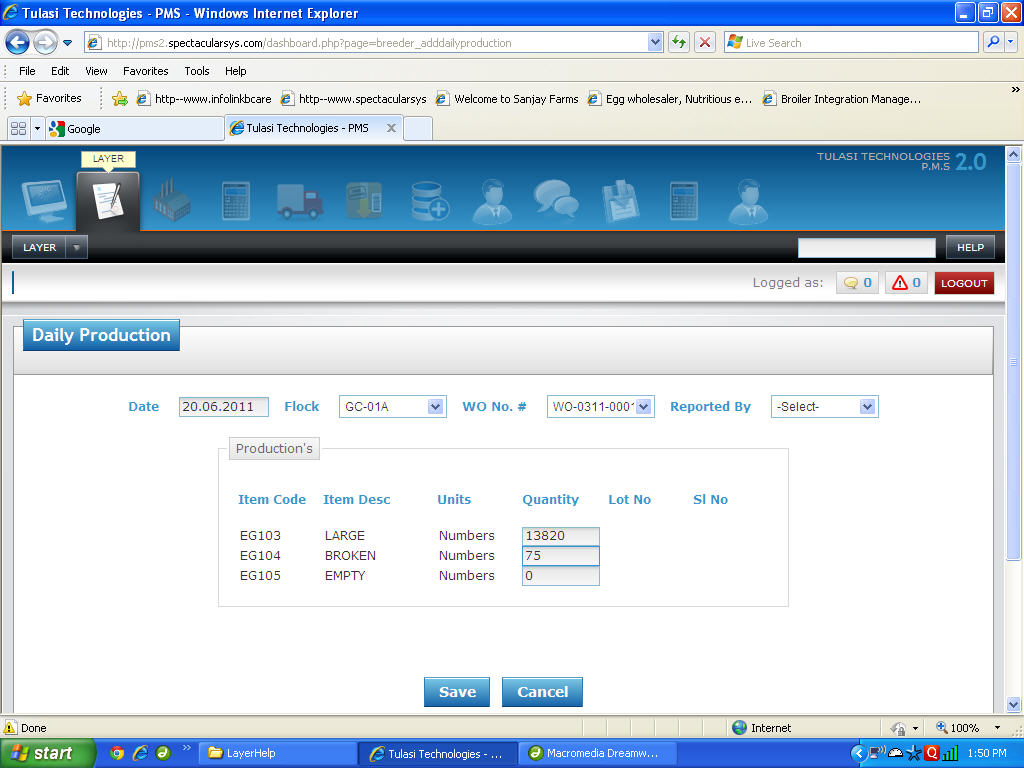 Tulasi Technologies - PMS - Windows Internet Explorer
http://pms2.spectacularsys.com/dashboard.php?page=breeder_adddailyproduction
Live Search
File Edit View Favorites Tools Help
Favorites http--www.infolinkbcare http--www.spectacularsys Welcome to Sanjay Farms Egg wholesaler, Nutritious e... Broiler Integration Manage...
Google Tulasi Technologies - PMS
LAYER
TULASI TECHNOLOGIES
P.M.S 2.0
LAYER HELP
Logged as: 0 0 LOGOUT
Daily Production
Date 20.06.2011 Flock GC-01A WO No. # WO-0311-0001 Reported By -Select-
Production's
Item Code Item Desc Units Quantity Lot No Sl No
EG103 LARGE Numbers 13820
EG104 BROKEN Numbers 75
EG105 EMPTY Numbers 0
Save Cancel
Done Internet 100%
start LayerHelp Tulasi Technologies - ... Macromedia Dreamw... 1:50 PM